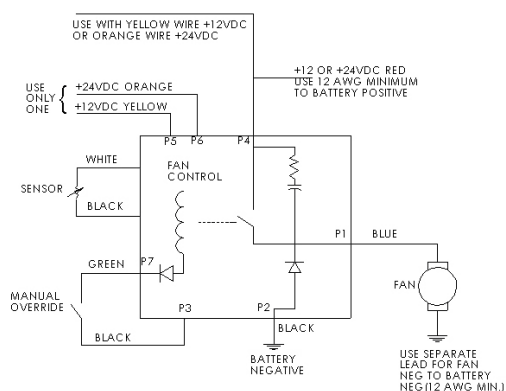 USE WITH YELLOW WIRE +12VDC
OR ORANGE WIRE +24VDC
+12 OR +24VDC RED
USE 12 AWG MINIMUM
TO BATTERY POSITIVE
USE
ONLY
ONE
+24VDC ORANGE
+12VDC YELLOW
P5
P6
P4
WHITE
SENSOR
BLACK
FAN
CONTROL
P1
BLUE
GREEN
P7
MANUAL
OVERRIDE
P3
BLACK
P2
BLACK
BATTERY
NEGATIVE
FAN
USE SEPARATE
LEAD FOR FAN
NEG TO BATTERY
NEG(12 AWG MIN.)